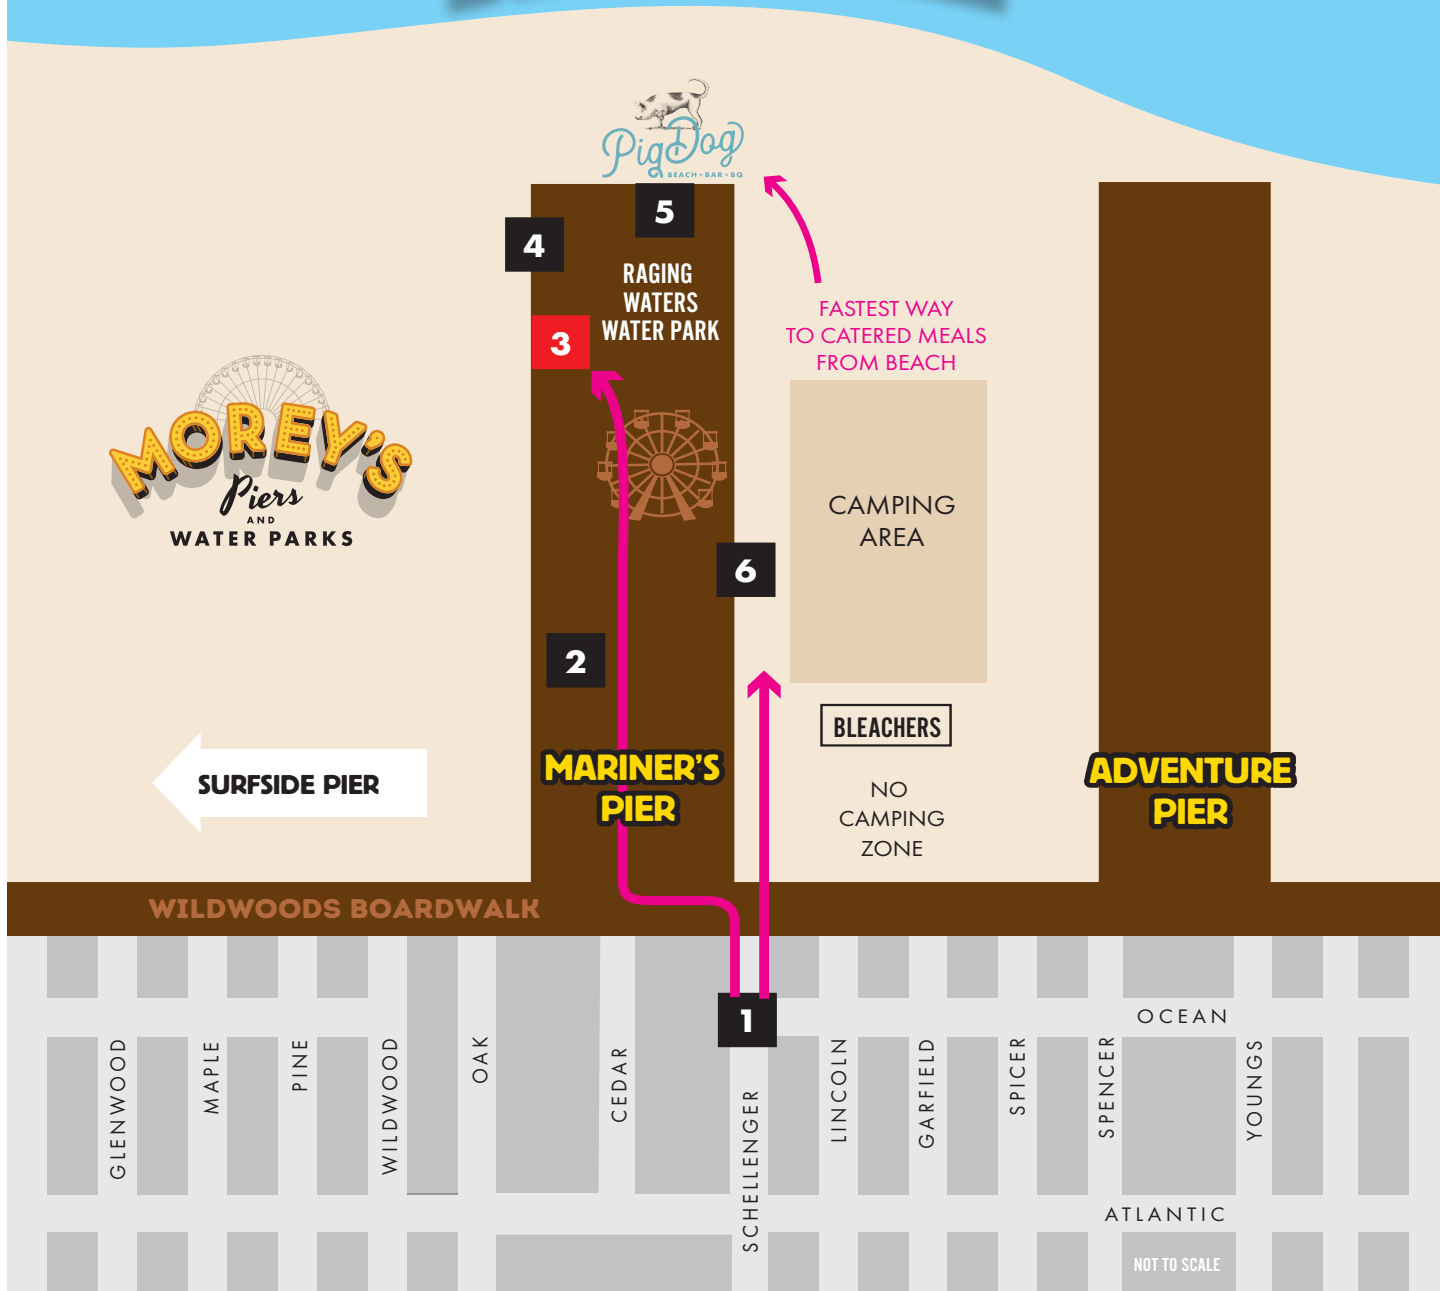 PigDog
BEACH • BAR • BQ
5
4
RAGING
WATERS
WATER PARK
3
FASTEST WAY
TO CATERED MEALS
FROM BEACH
MOREY'S
Piers
AND
WATER PARKS
CAMPING
AREA
6
2
BLEACHERS
SURFSIDE PIER
MARINER'S
PIER
NO
CAMPING
ZONE
ADVENTURE
PIER
WILDWOODS BOARDWALK
1
OCEAN
GLENWOOD
MAPLE
PINE
WILDWOOD
OAK
CEDAR
SCHELLENGER
LINCOLN
GARFIELD
SPICER
SPENCER
YOUNGS
ATLANTIC
NOT TO SCALE